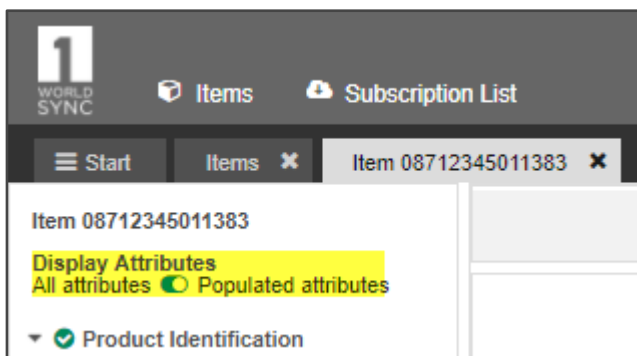 1
WORLD
SYNC
Items
Subscription List
Start
Items
Item 08712345011383
Item 08712345011383
Display Attributes
All attributes Populated attributes
Product Identification